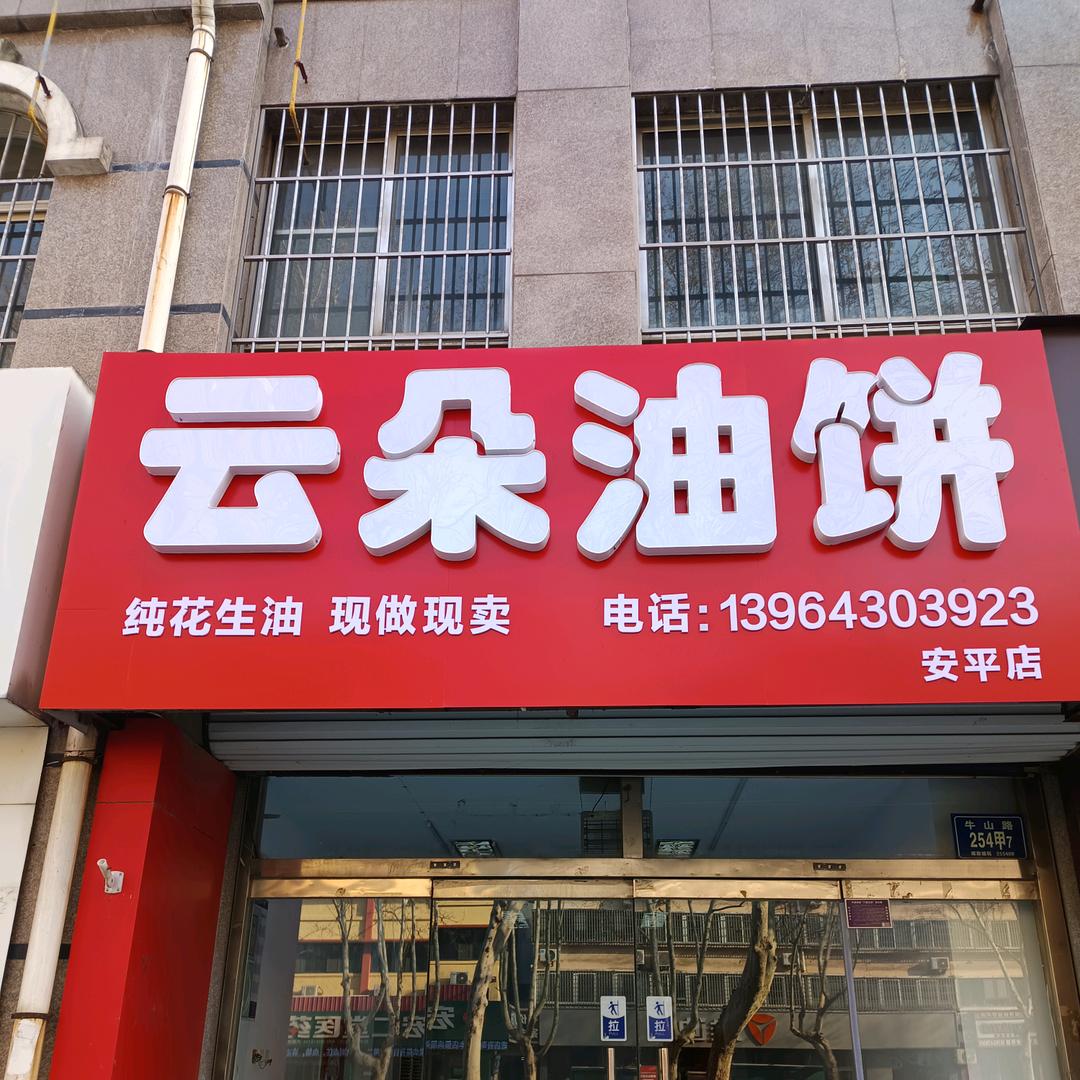 云朵油饼
纯花生油 现做现卖
电话:13964303923
安平店
牛山路
254甲7
拉
拉